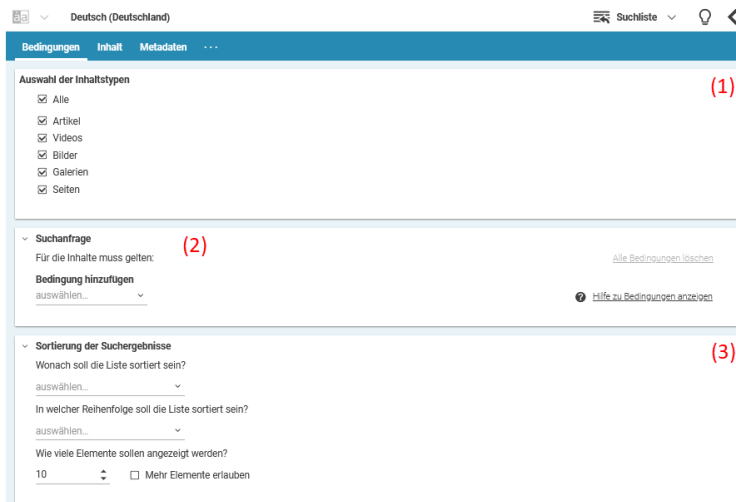 Deutsch (Deutschland) Suchliste
Bedingungen Inhalt Metadaten ···
Auswahl der Inhaltstypen (1)
Alle
Artikel
Videos
Bilder
Galerien
Seiten
Suchanfrage (2)
Für die Inhalte muss gelten: Alle Bedingungen löschen
Bedingung hinzufügen
auswählen... ? Hilfe zu Bedingungen anzeigen
Sortierung der Suchergebnisse (3)
Wonach soll die Liste sortiert sein?
auswählen...
In welcher Reihenfolge soll die Liste sortiert sein?
auswählen...
Wie viele Elemente sollen angezeigt werden?
10 Mehr Elemente erlauben